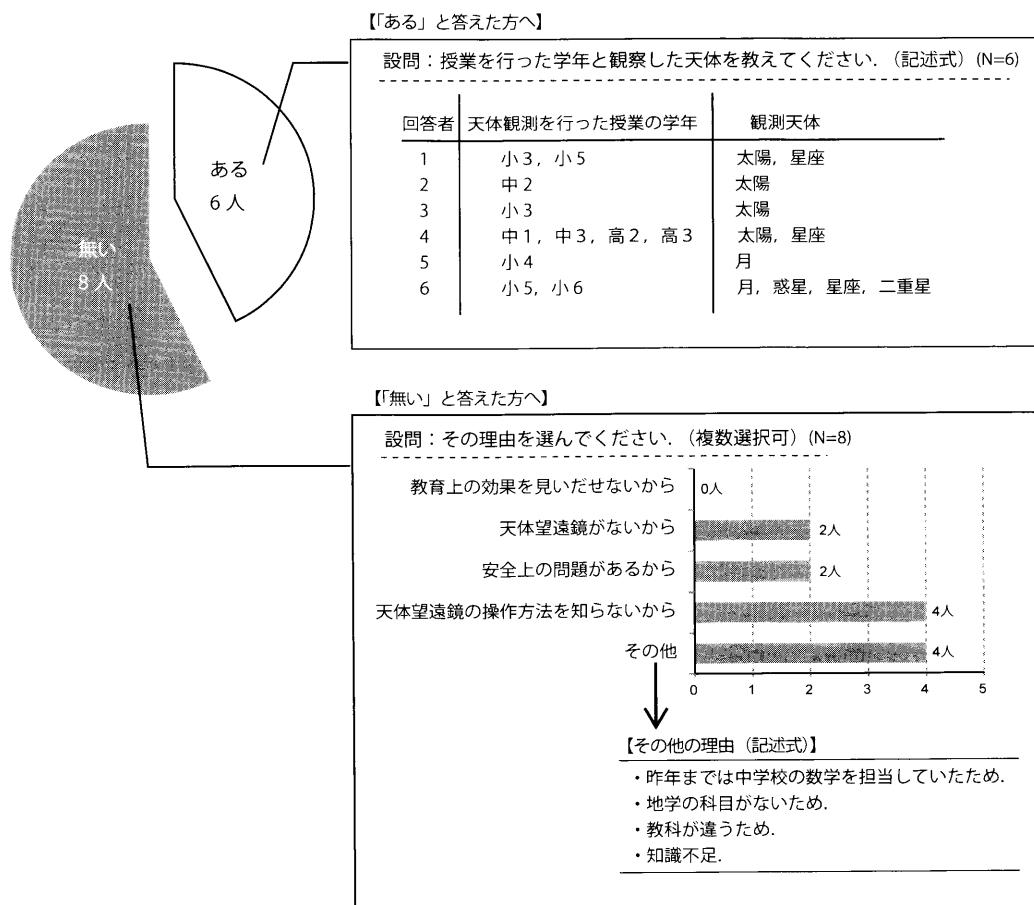 【「ある」と答えた方へ】
設問：授業を行った学年と観察した天体を教えてください．（記述式）(N=6)
回答者 天体観測を行った授業の学年 観測天体
1 小3，小5 太陽，星座
2 中2 太陽
3 小3 太陽
4 中1，中3，高2，高3 太陽，星座
5 小4 月
6 小5，小6 月，惑星，星座，二重星
ある
6人
無い
8人
【「無い」と答えた方へ】
設問：その理由を選んでください．（複数選択可）(N=8)
教育上の効果を見いだせないから 0人
天体望遠鏡がないから 2人
安全上の問題があるから 2人
天体望遠鏡の操作方法を知らないから 4人
その他 4人
0 1 2 3 4 5
【その他の理由（記述式）】
・昨年までは中学校の数学を担当していたため．
・地学の科目がないため．
・教科が違うため．
・知識不足．